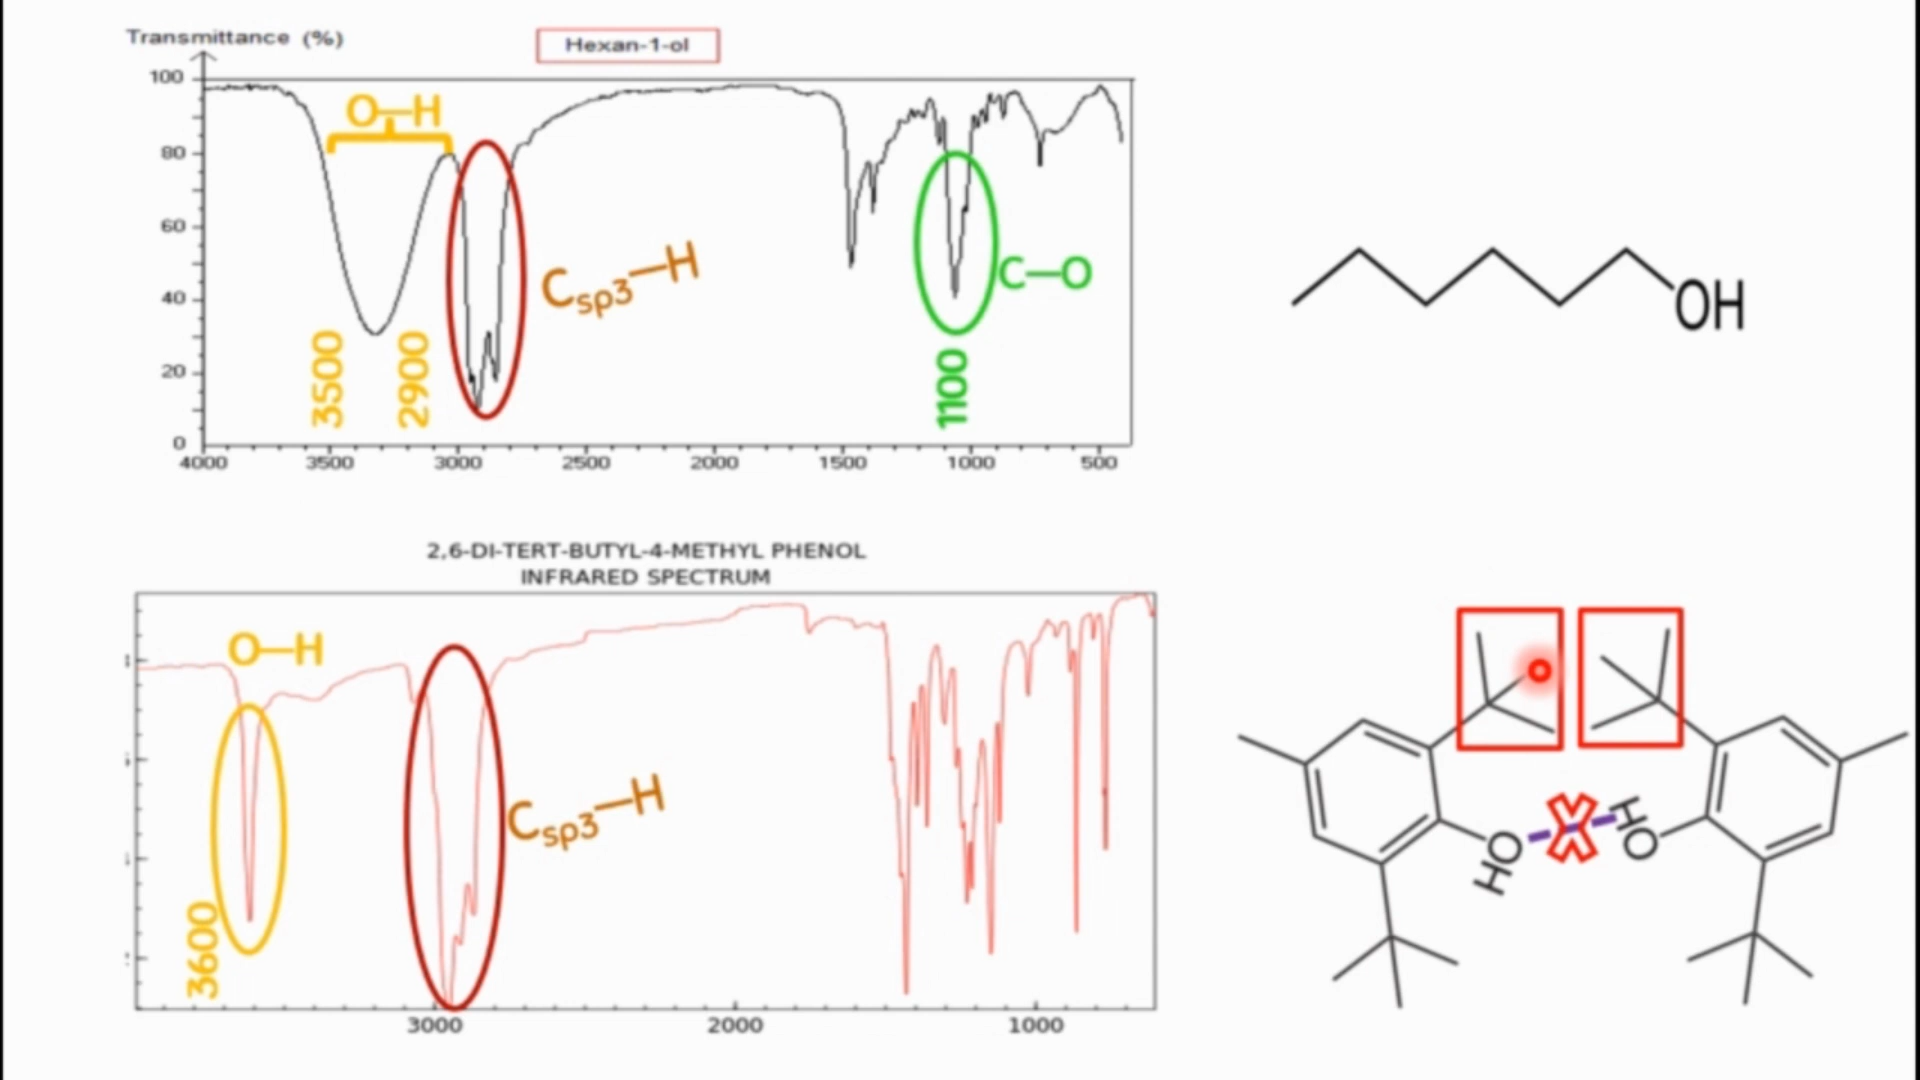 Transmittance (%)
Hexan-1-ol
100
80
60
40
20
0
O—H
3500
2900
Csp3—H
C—O
1100
4000 3500 3000 2500 2000 1500 1000 500
OH
2,6-DI-TERT-BUTYL-4-METHYL PHENOL
INFRARED SPECTRUM
O—H
3600
Csp3—H
3000 2000 1000
HO
HO